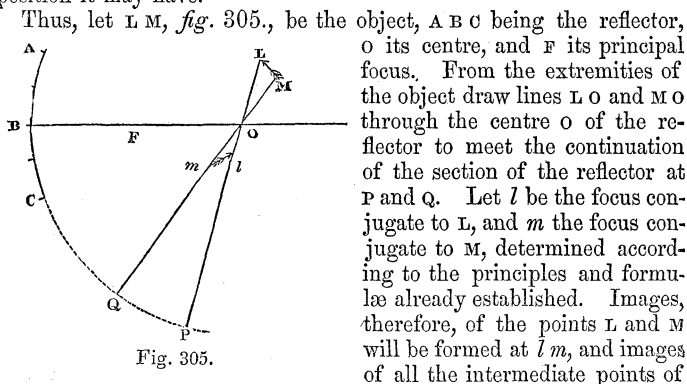 Thus, let L M, fig. 305., be the object, A B C being the reflector,
O its centre, and F its principal
focus. From the extremities of
the object draw lines L O and M O
through the centre O of the re-
flector to meet the continuation
of the section of the reflector at
P and Q. Let l be the focus con-
jugate to L, and m the focus con-
jugate to M, determined accord-
ing to the principles and formu-
læ already established. Images,
therefore, of the points L and M
will be formed at l m, and images
of all the intermediate points of
A
L
M
B
F
O
m
l
C
Q
P
Fig. 305.